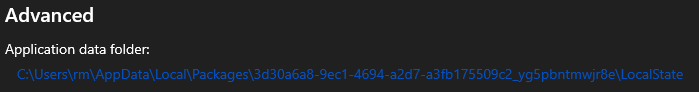 Advanced
Application data folder:
C:\Users\rm\AppData\Local\Packages\3d30a6a8-9ec1-4694-a2d7-a3fb175509c2_yg5pbntmwjr8e\LocalState